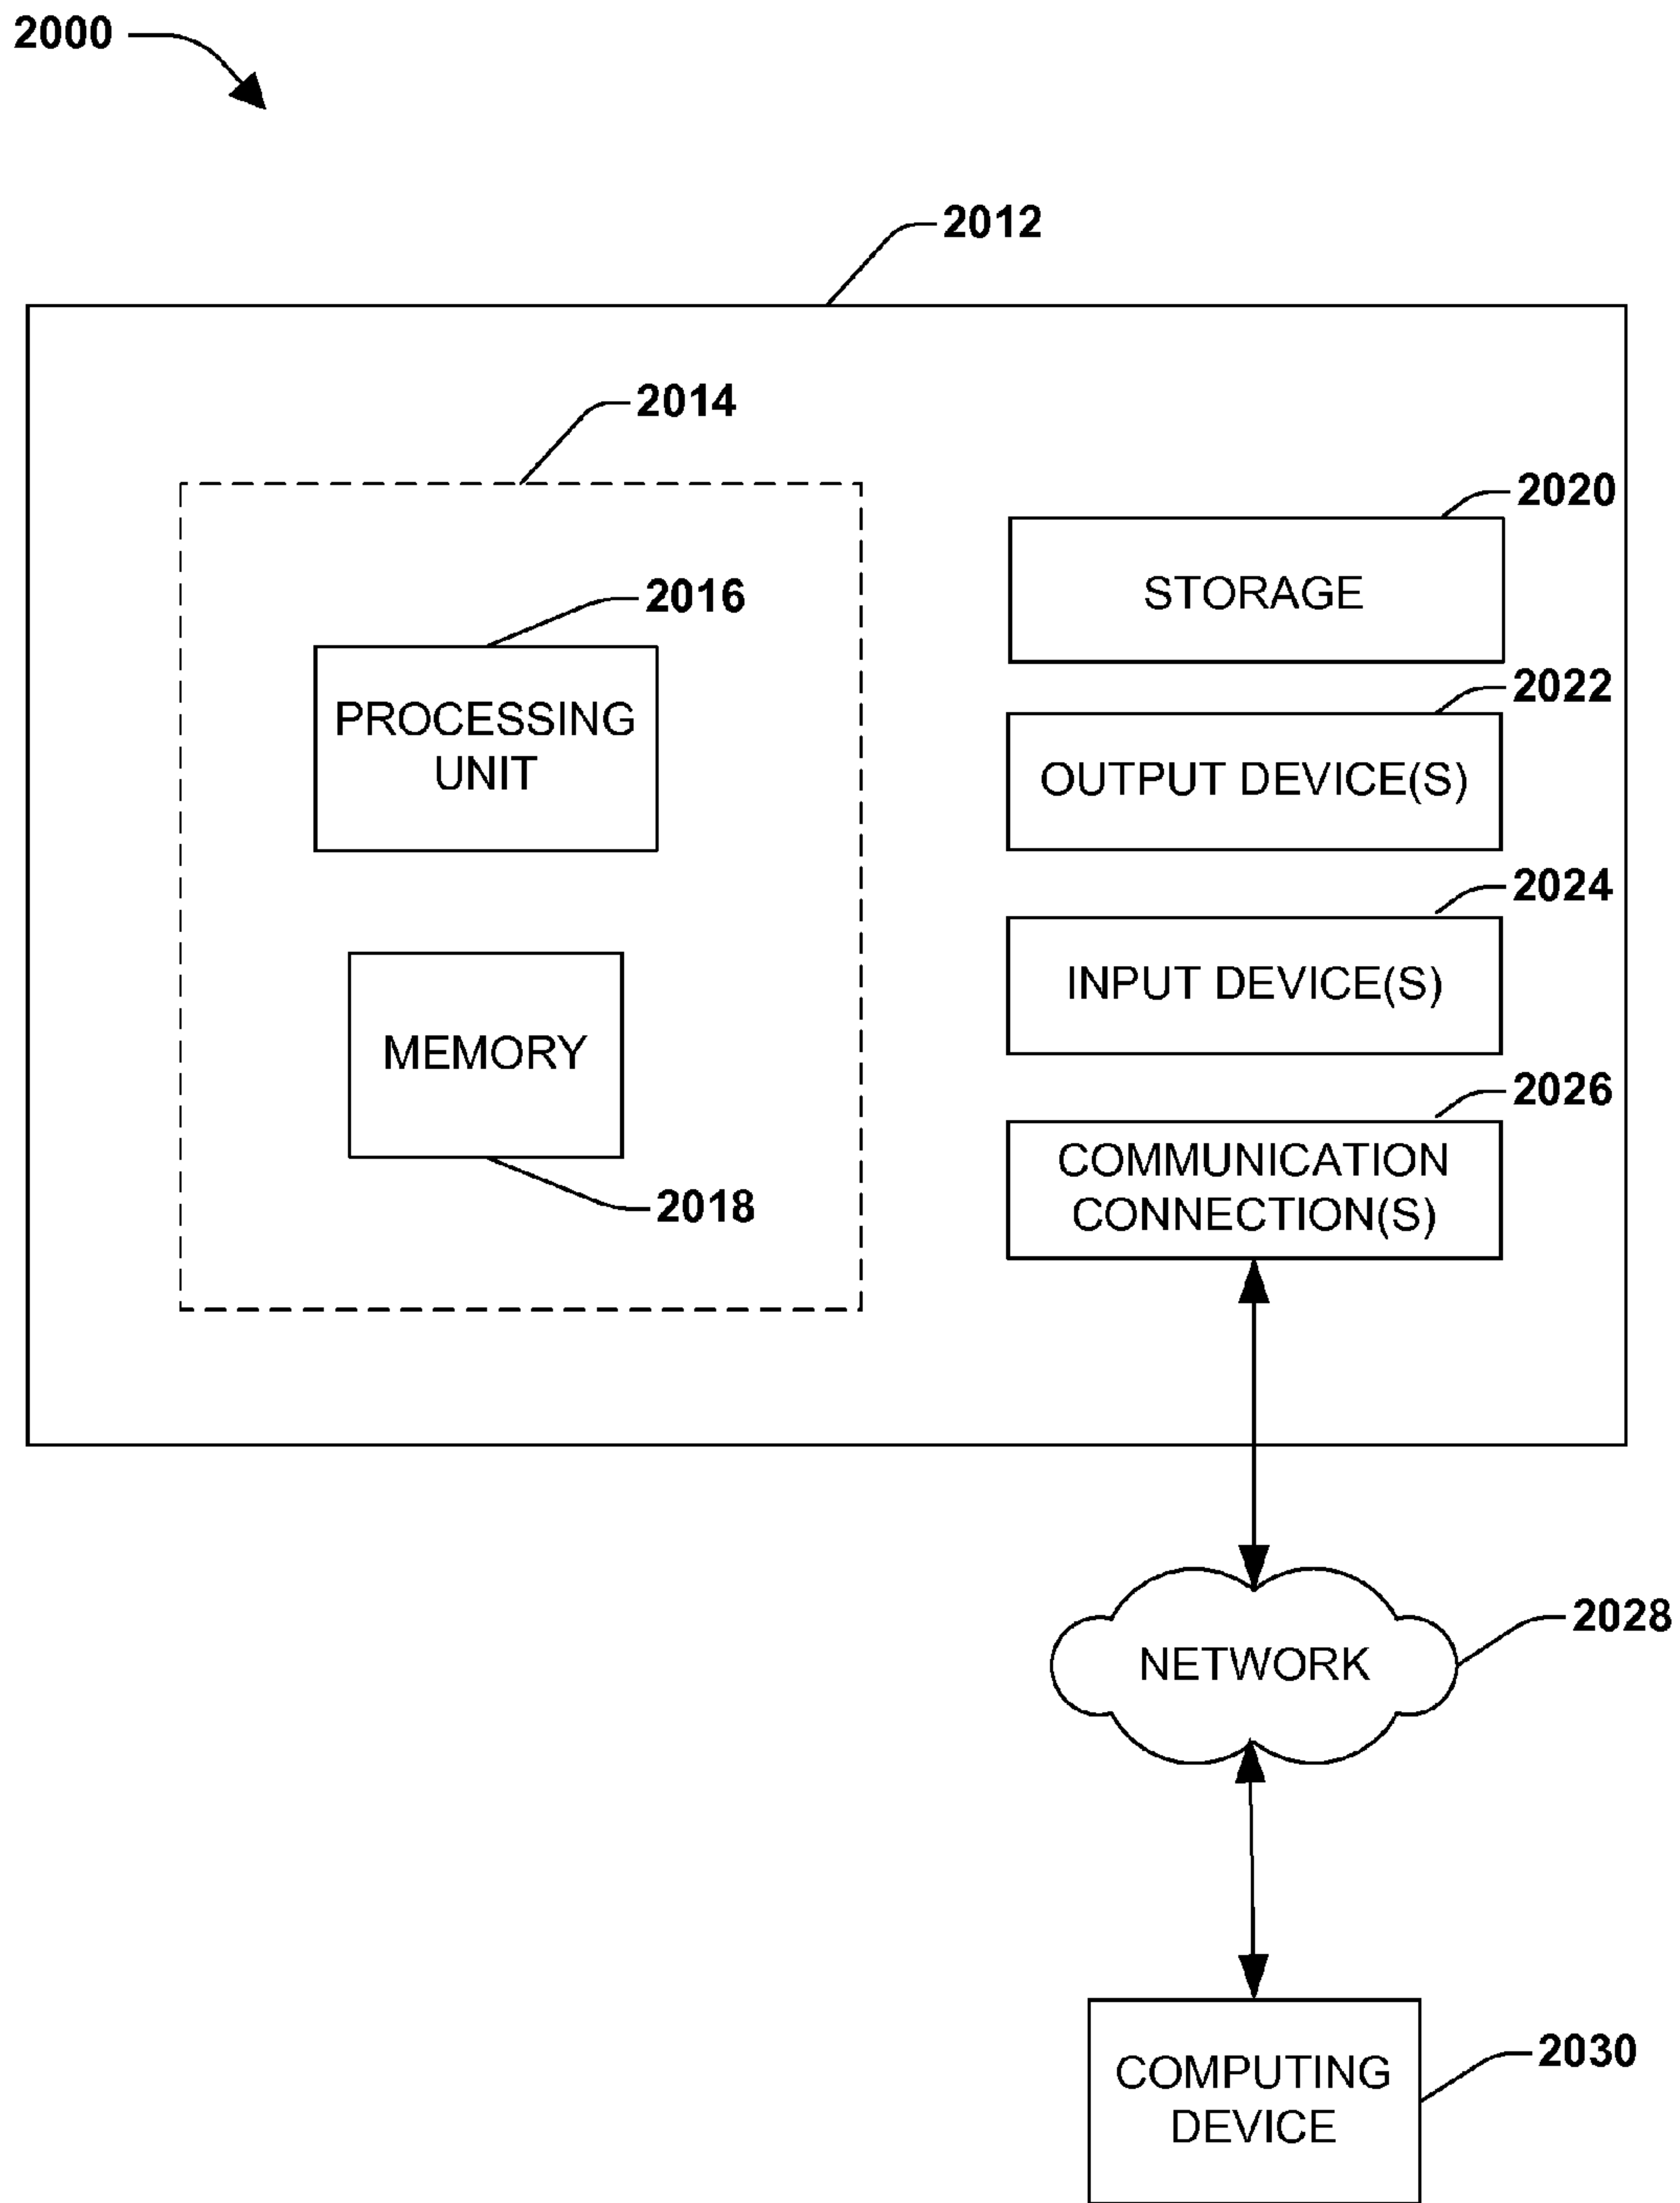 2000
2012
2014
2020
STORAGE
2016
PROCESSING
UNIT
2022
OUTPUT DEVICE(S)
2024
INPUT DEVICE(S)
MEMORY
2018
2026
COMMUNICATION
CONNECTION(S)
2028
NETWORK
2030
COMPUTING
DEVICE